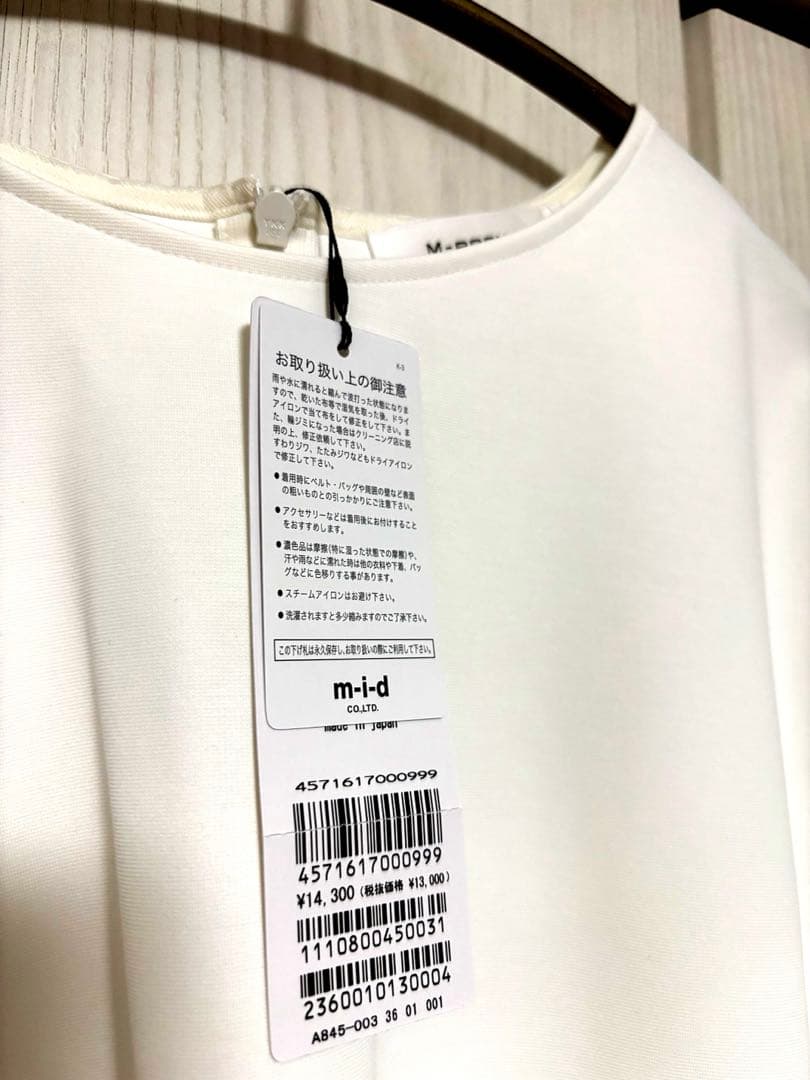 YKK
お取り扱い上の御注意
K-3
雨や水に濡れると縮んで波打った状態になりま
すので、乾いた布等で湿気を取った後、ドライ
アイロンで当て布をして修正をして下さい。ま
た、輪ジミになった場合はクリーニング店に説
明の上、修正依頼して下さい。
すわりジワ、たたみジワなどもドライアイロン
で修正して下さい。
●着用時にベルト・バッグや周囲の壁など表面
の粗いものとの引っかかりにご注意下さい。
●アクセサリーなどは着用後にお付けすること
をおすすめします。
●濃色品は摩擦(特に湿った状態での摩擦)や、
汗や雨などに濡れた時は他の衣料や下着、バッ
グなどに色移りする事があります。
●スチームアイロンはお避け下さい。
●洗濯されますと多少縮みますのでご了承下さい。
この下げ札は永久保存し、お取り扱いの際にご利用して下さい。
m-i-d
CO.,LTD.
made in japan
4571617000999
4571617000999
¥14,300(税抜価格 ¥13,000)
1110800450031
2360010130004
A845-003 36 01 001